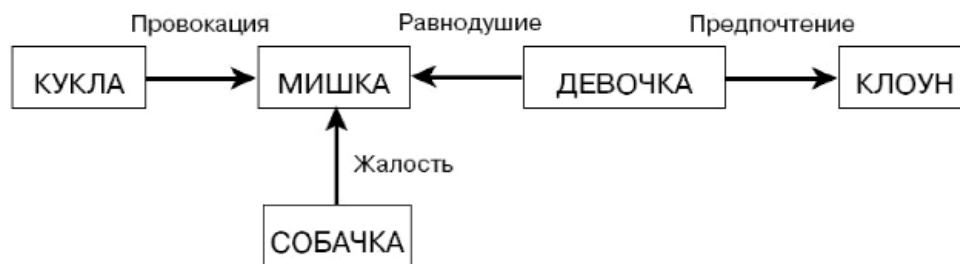 Провокация Равнодушие Предпочтение
КУКЛА МИШКА ДЕВОЧКА КЛОУН
Жалость
СОБАЧКА